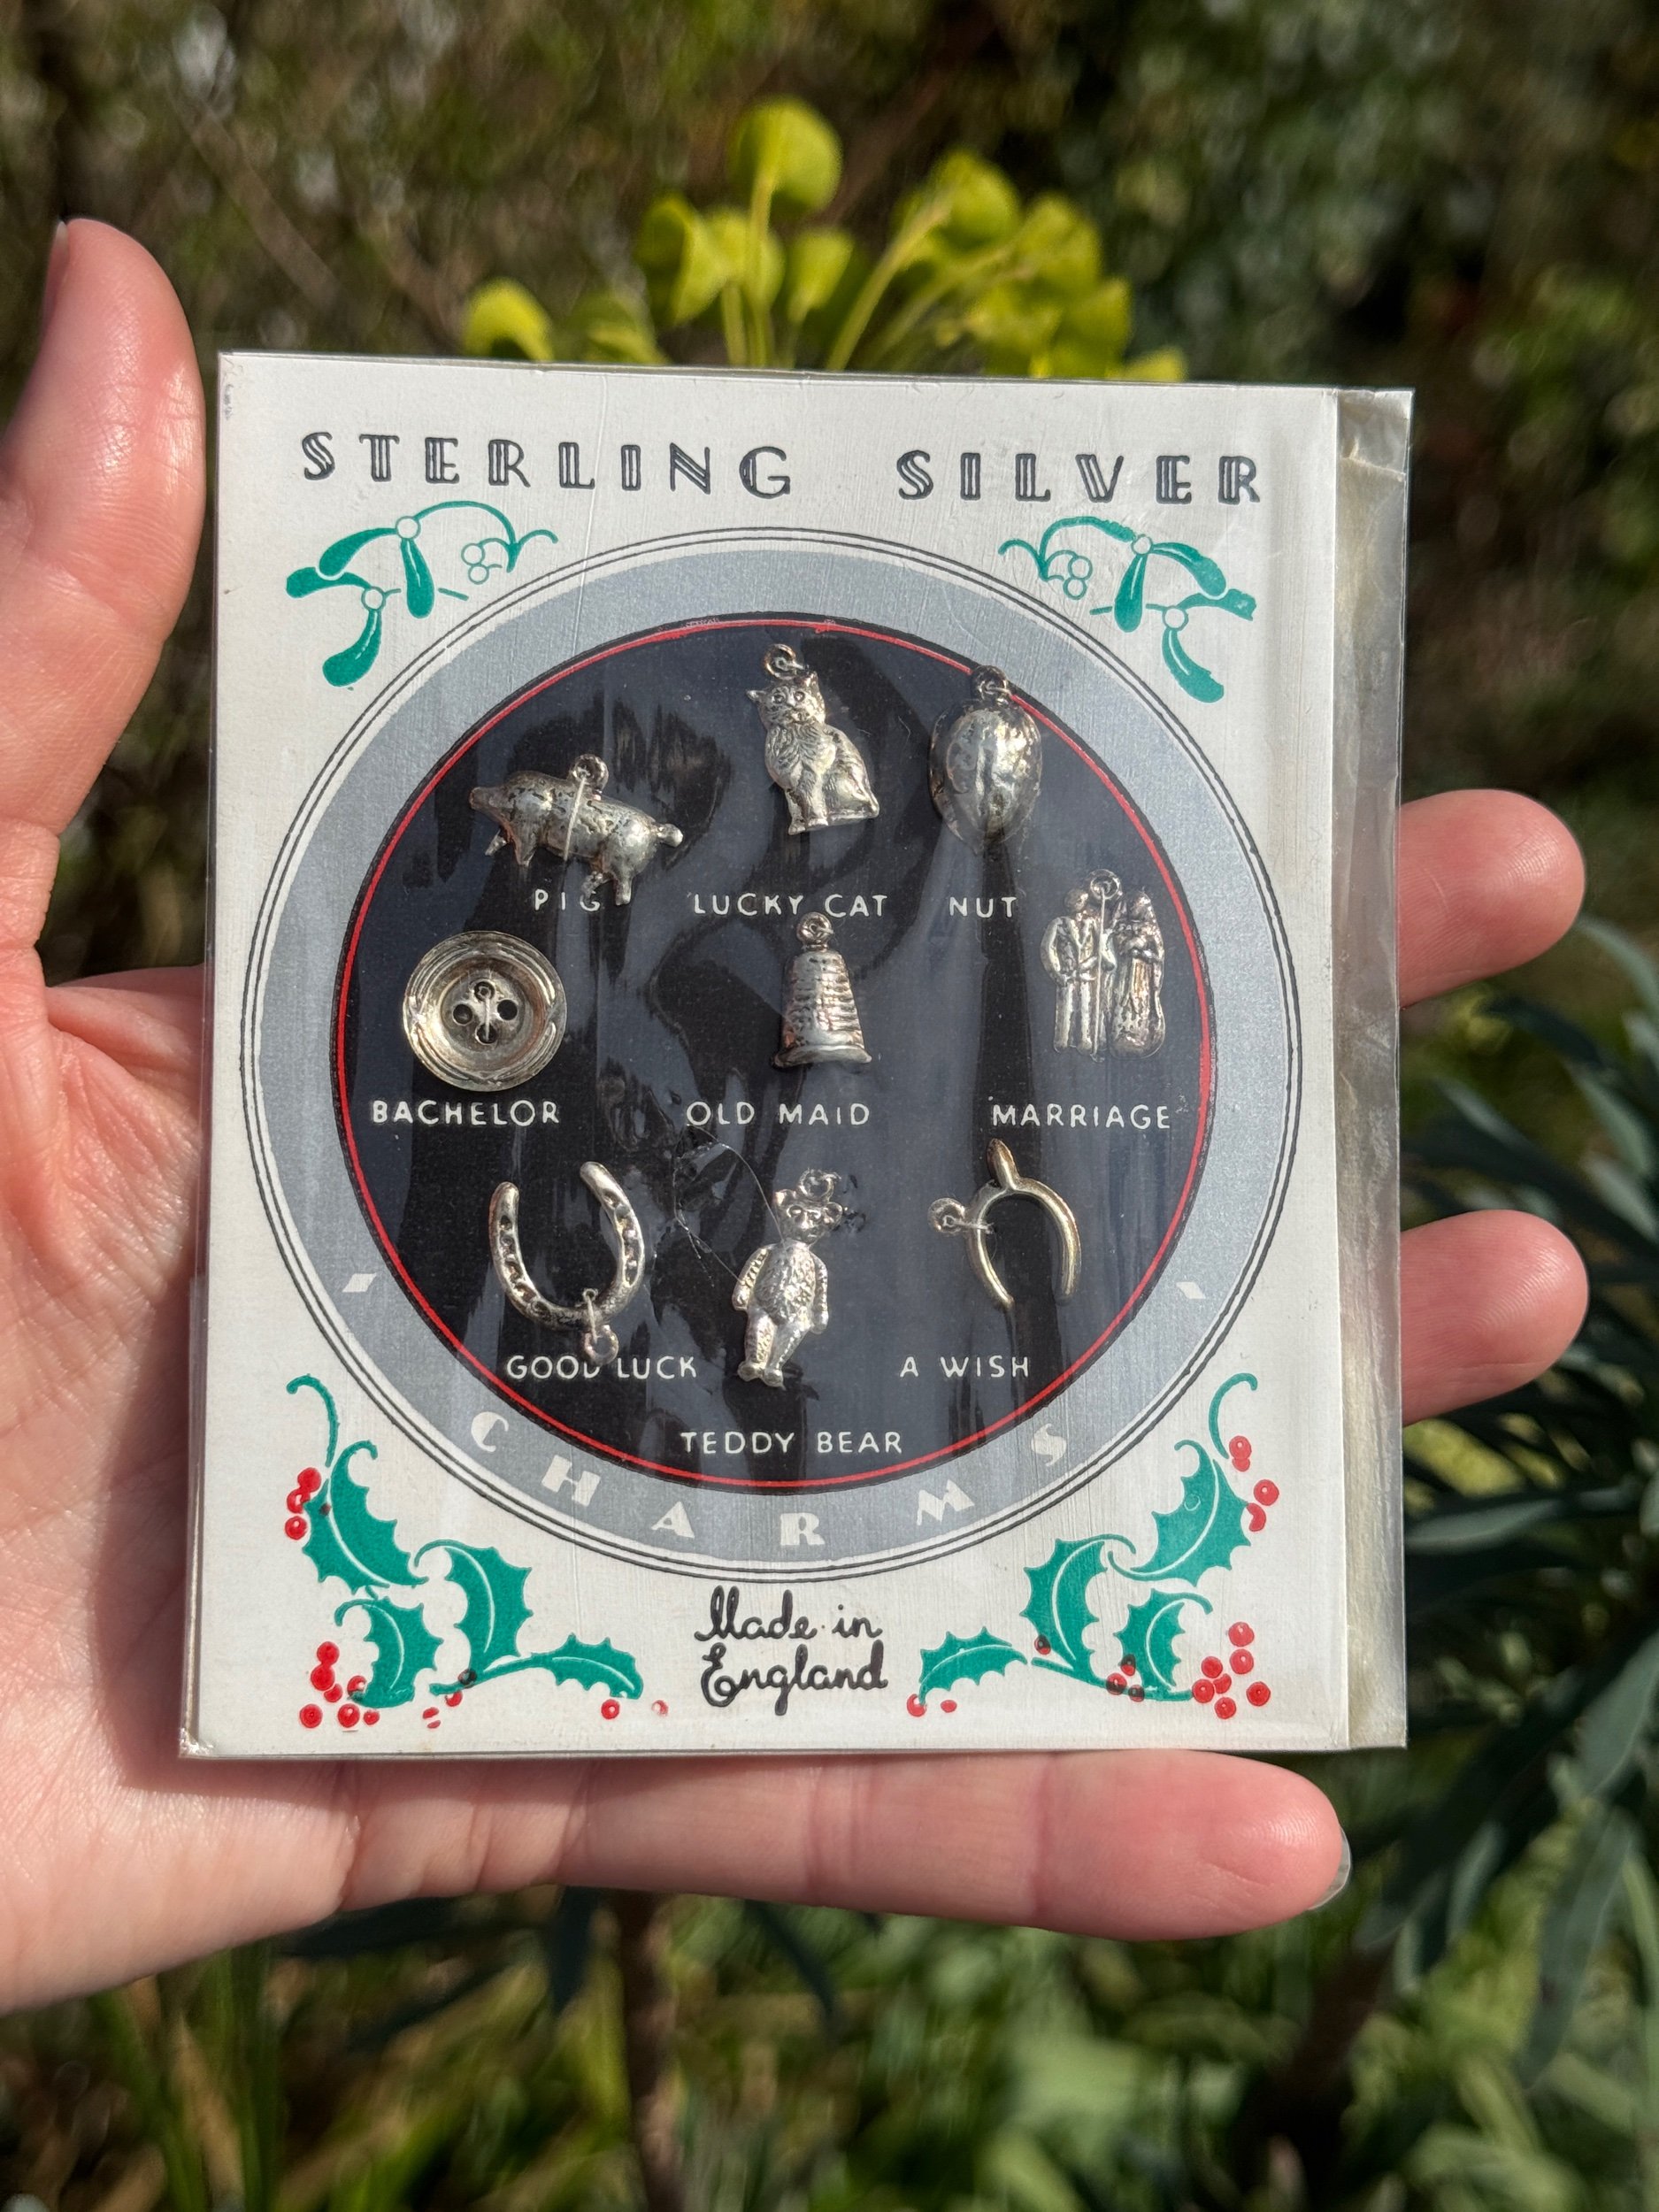 STERLING SILVER
PIG LUCKY CAT NUT
BACHELOR OLD MAID MARRIAGE
GOOD LUCK A WISH
TEDDY BEAR
CHARMS
Made in
England